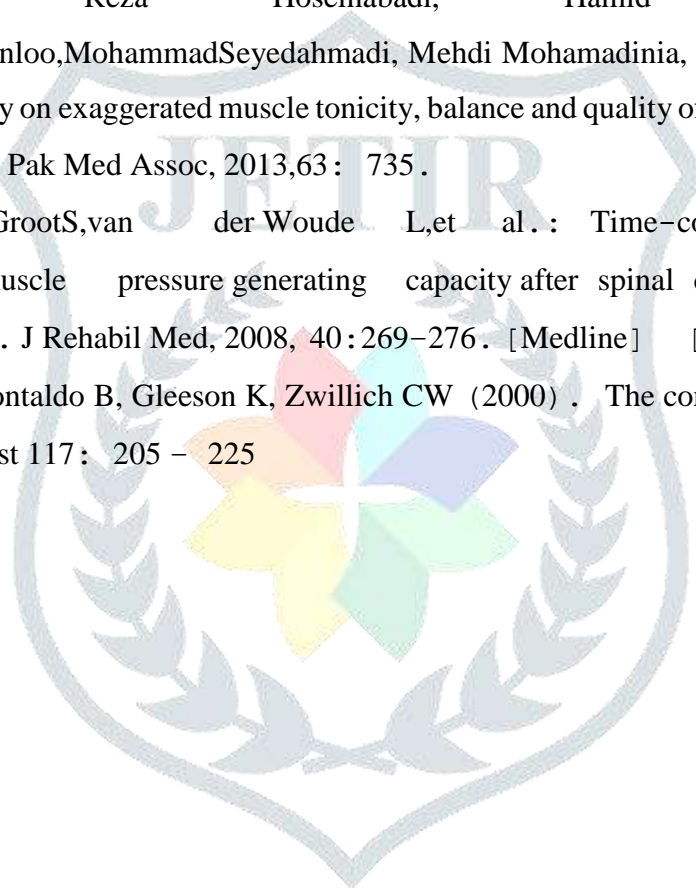 Reza Hoseinabadi, Hamid
nloo,MohammadSeyedahmadi, Mehdi Mohamadinia,
y on exaggerated muscle tonicity, balance and quality o
Pak Med Assoc, 2013,63： 735．
GrootS,van der Woude L,et al．： Time−co
uscle pressure generating capacity after spinal
． J Rehabil Med, 2008, 40：269−276．［Medline］ ［
ontaldo B, Gleeson K, Zwillich CW （2000）． The co
st 117： 205 − 225
JETIR